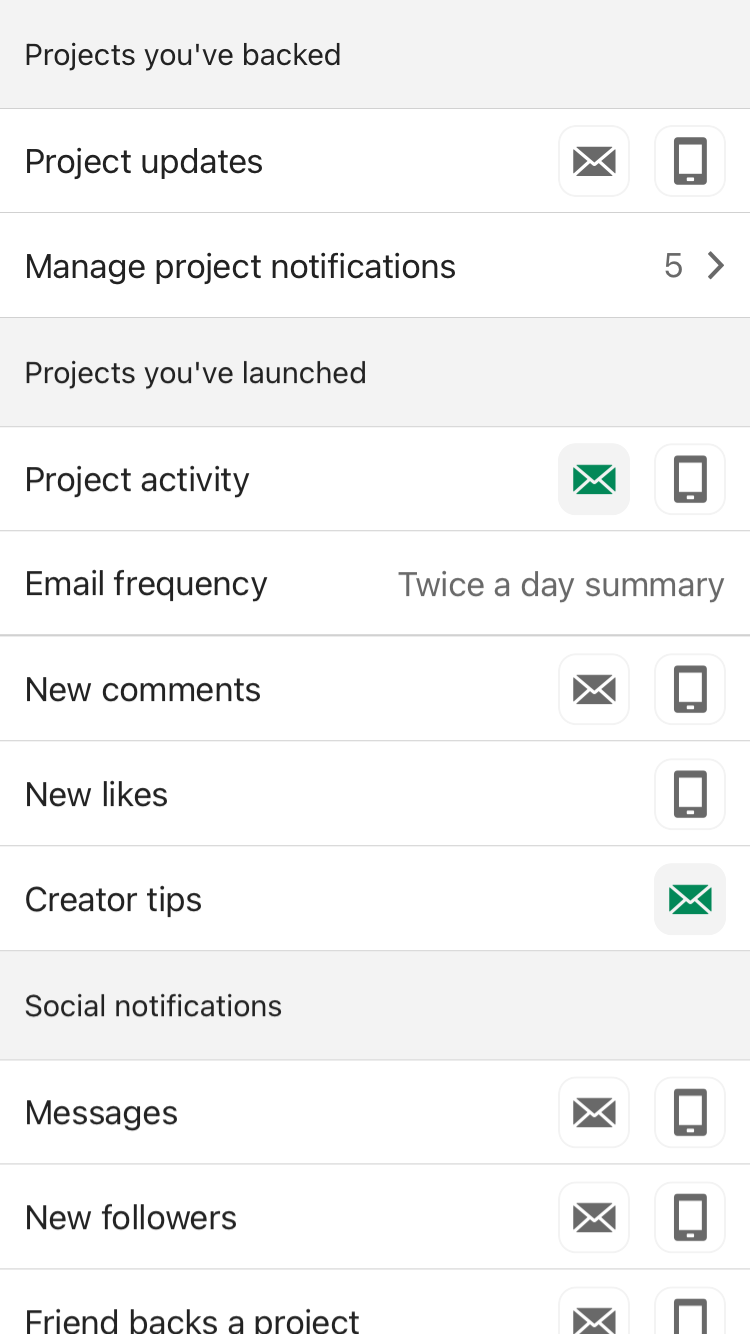 Projects you've backed
Project updates
Manage project notifications 5
Projects you've launched
Project activity
Email frequency Twice a day summary
New comments
New likes
Creator tips
Social notifications
Messages
New followers
Friend backs a project